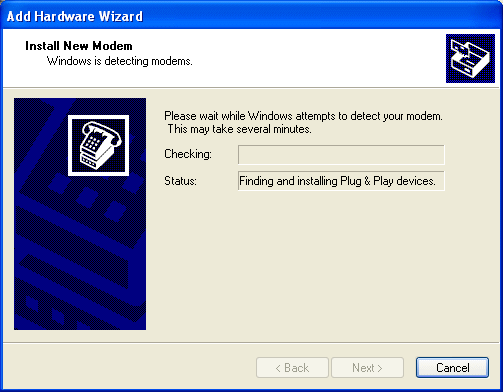 Add Hardware Wizard
Install New Modem
Windows is detecting modems.
Please wait while Windows attempts to detect your modem.
This may take several minutes.
Checking:
Status: Finding and installing Plug & Play devices.
< Back Next > Cancel